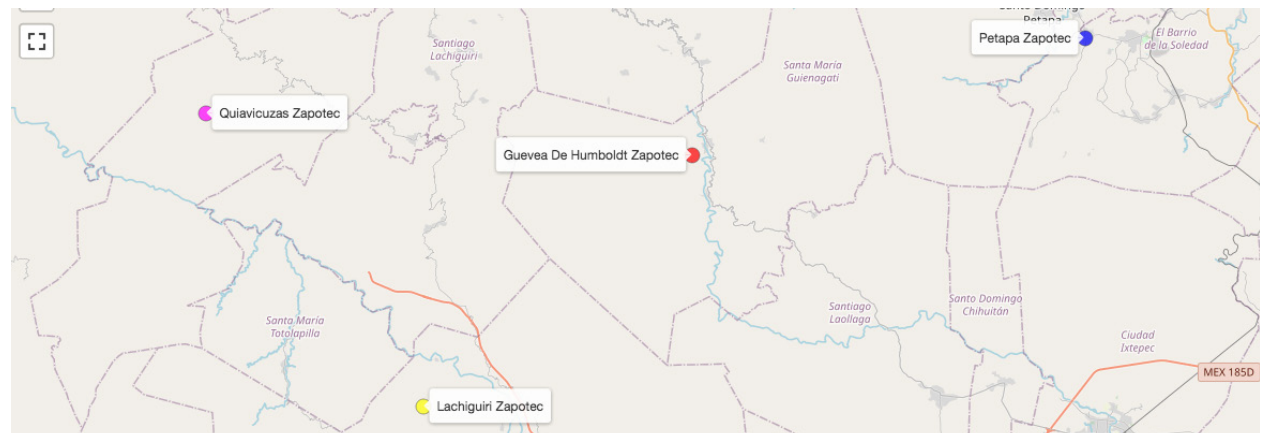 Santo Domingo
Petapa
Petapa Zapotec
El Barrio
de la Soledad
Santiago
Lachiguiri
Santa María
Guienagati
Quiavicuzas Zapotec
Guevea De Humboldt Zapotec
Santa María
Totolapilla
Santiago
Laollaga
Santo Domingo
Chihuitán
Ciudad
Ixtepec
MEX 185D
Lachiguiri Zapotec